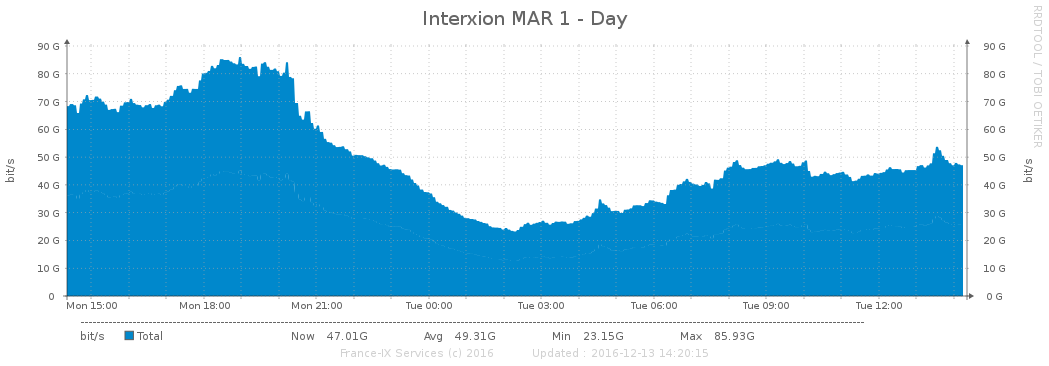 Interxion MAR 1 - Day
RRDTOOL / TOBI OETIKER
bit/s
90 G 90 G
80 G 80 G
70 G 70 G
60 G 60 G
50 G 50 G
40 G 40 G
30 G 30 G
20 G 20 G
10 G 10 G
0 0 G
bit/s
Mon 15:00 Mon 18:00 Mon 21:00 Tue 00:00 Tue 03:00 Tue 06:00 Tue 09:00 Tue 12:00
bit/s Total Now 47.01G Avg 49.31G Min 23.15G Max 85.93G
France-IX Services (c) 2016 Updated : 2016-12-13 14:20:15